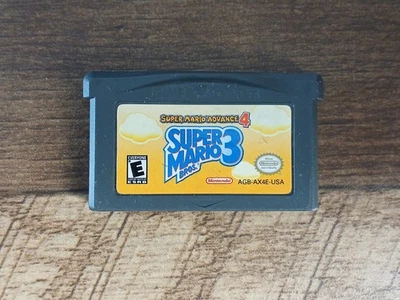 SUPER MARIO ADVANCE 4
SUPER
MARIO 3
BROS.
EVERYONE
E
ESRB
Nintendo
AGB-AX4E-USA